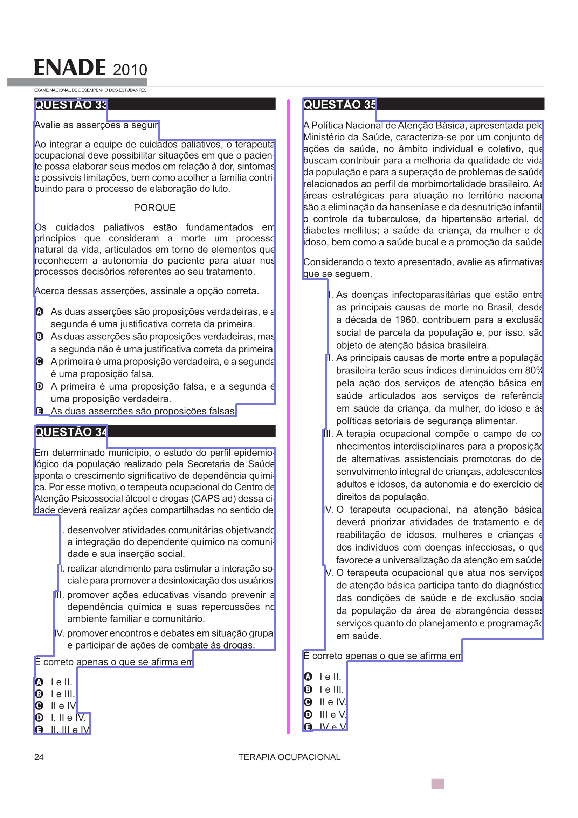 ENADE 2010
EXAME NACIONAL DE DESEMPENHO DOS ESTUDANTES
QUESTÃO 33
Avalie as asserções a seguir.
Ao integrar a equipe de cuidados paliativos, o terapeuta
ocupacional deve possibilitar situações em que o pacien-
te possa elaborar seus medos em relação à dor, sintomas
e possíveis limitações, bem como acolher a família contri-
buindo para o processo de elaboração do luto.
PORQUE
Os cuidados paliativos estão fundamentados em
princípios que consideram a morte um processo
natural da vida, articulados em torno de elementos que
reconhecem a autonomia do paciente para atuar nos
processos decisórios referentes ao seu tratamento.
Acerca dessas asserções, assinale a opção correta.
A As duas asserções são proposições verdadeiras, e a
segunda é uma justificativa correta da primeira.
B As duas asserções são proposições verdadeiras, mas
a segunda não é uma justificativa correta da primeira.
C A primeira é uma proposição verdadeira, e a segunda
é uma proposição falsa.
D A primeira é uma proposição falsa, e a segunda é
uma proposição verdadeira.
E As duas asserções são proposições falsas.
QUESTÃO 34
Em determinado município, o estudo do perfil epidemio-
lógico da população realizado pela Secretaria de Saúde
aponta o crescimento significativo de dependência quími-
ca. Por esse motivo, o terapeuta ocupacional do Centro de
Atenção Psicossocial álcool e drogas (CAPS ad) dessa ci-
dade deverá realizar ações compartilhadas no sentido de
I. desenvolver atividades comunitárias objetivando
a integração do dependente químico na comuni-
dade e sua inserção social.
II. realizar atendimento para estimular a interação so-
cial e para promover a desintoxicação dos usuários.
III. promover ações educativas visando prevenir a
dependência química e suas repercussões no
ambiente familiar e comunitário.
IV. promover encontros e debates em situação grupal
e participar de ações de combate às drogas.
É correto apenas o que se afirma em
A I e II.
B I e III.
C II e IV.
D I, II e IV.
E II, III e IV.
QUESTÃO 35
A Política Nacional de Atenção Básica, apresentada pelo
Ministério da Saúde, caracteriza-se por um conjunto de
ações de saúde, no âmbito individual e coletivo, que
buscam contribuir para a melhoria da qualidade de vida
da população e para a superação de problemas de saúde
relacionados ao perfil de morbimortalidade brasileiro. As
áreas estratégicas para atuação no território nacional
são a eliminação da hanseníase e da desnutrição infantil;
o controle da tuberculose, da hipertensão arterial, do
diabetes mellitus; a saúde da criança, da mulher e do
idoso, bem como a saúde bucal e a promoção da saúde.
Considerando o texto apresentado, avalie as afirmativas
que se seguem.
I. As doenças infectoparasitárias que estão entre
as principais causas de morte no Brasil, desde
a década de 1960, contribuem para a exclusão
social de parcela da população e, por isso, são
objeto de atenção básica brasileira.
II. As principais causas de morte entre a população
brasileira terão seus índices diminuídos em 80%
pela ação dos serviços de atenção básica em
saúde articulados aos serviços de referência
em saúde da criança, da mulher, do idoso e às
políticas setoriais de segurança alimentar.
III. A terapia ocupacional compõe o campo de co-
nhecimentos interdisciplinares para a proposição
de alternativas assistenciais promotoras do de-
senvolvimento integral de crianças, adolescentes,
adultos e idosos, da autonomia e do exercício de
direitos da população.
IV. O terapeuta ocupacional, na atenção básica,
deverá priorizar atividades de tratamento e de
reabilitação de idosos, mulheres e crianças e
dos indivíduos com doenças infecciosas, o que
favorece a universalização da atenção em saúde.
V. O terapeuta ocupacional que atua nos serviços
de atenção básica participa tanto do diagnóstico
das condições de saúde e de exclusão social
da população da área de abrangência desses
serviços quanto do planejamento e programação
em saúde.
É correto apenas o que se afirma em
A I e II.
B I e III.
C II e IV.
D III e V.
E IV e V.
24
TERAPIA OCUPACIONAL